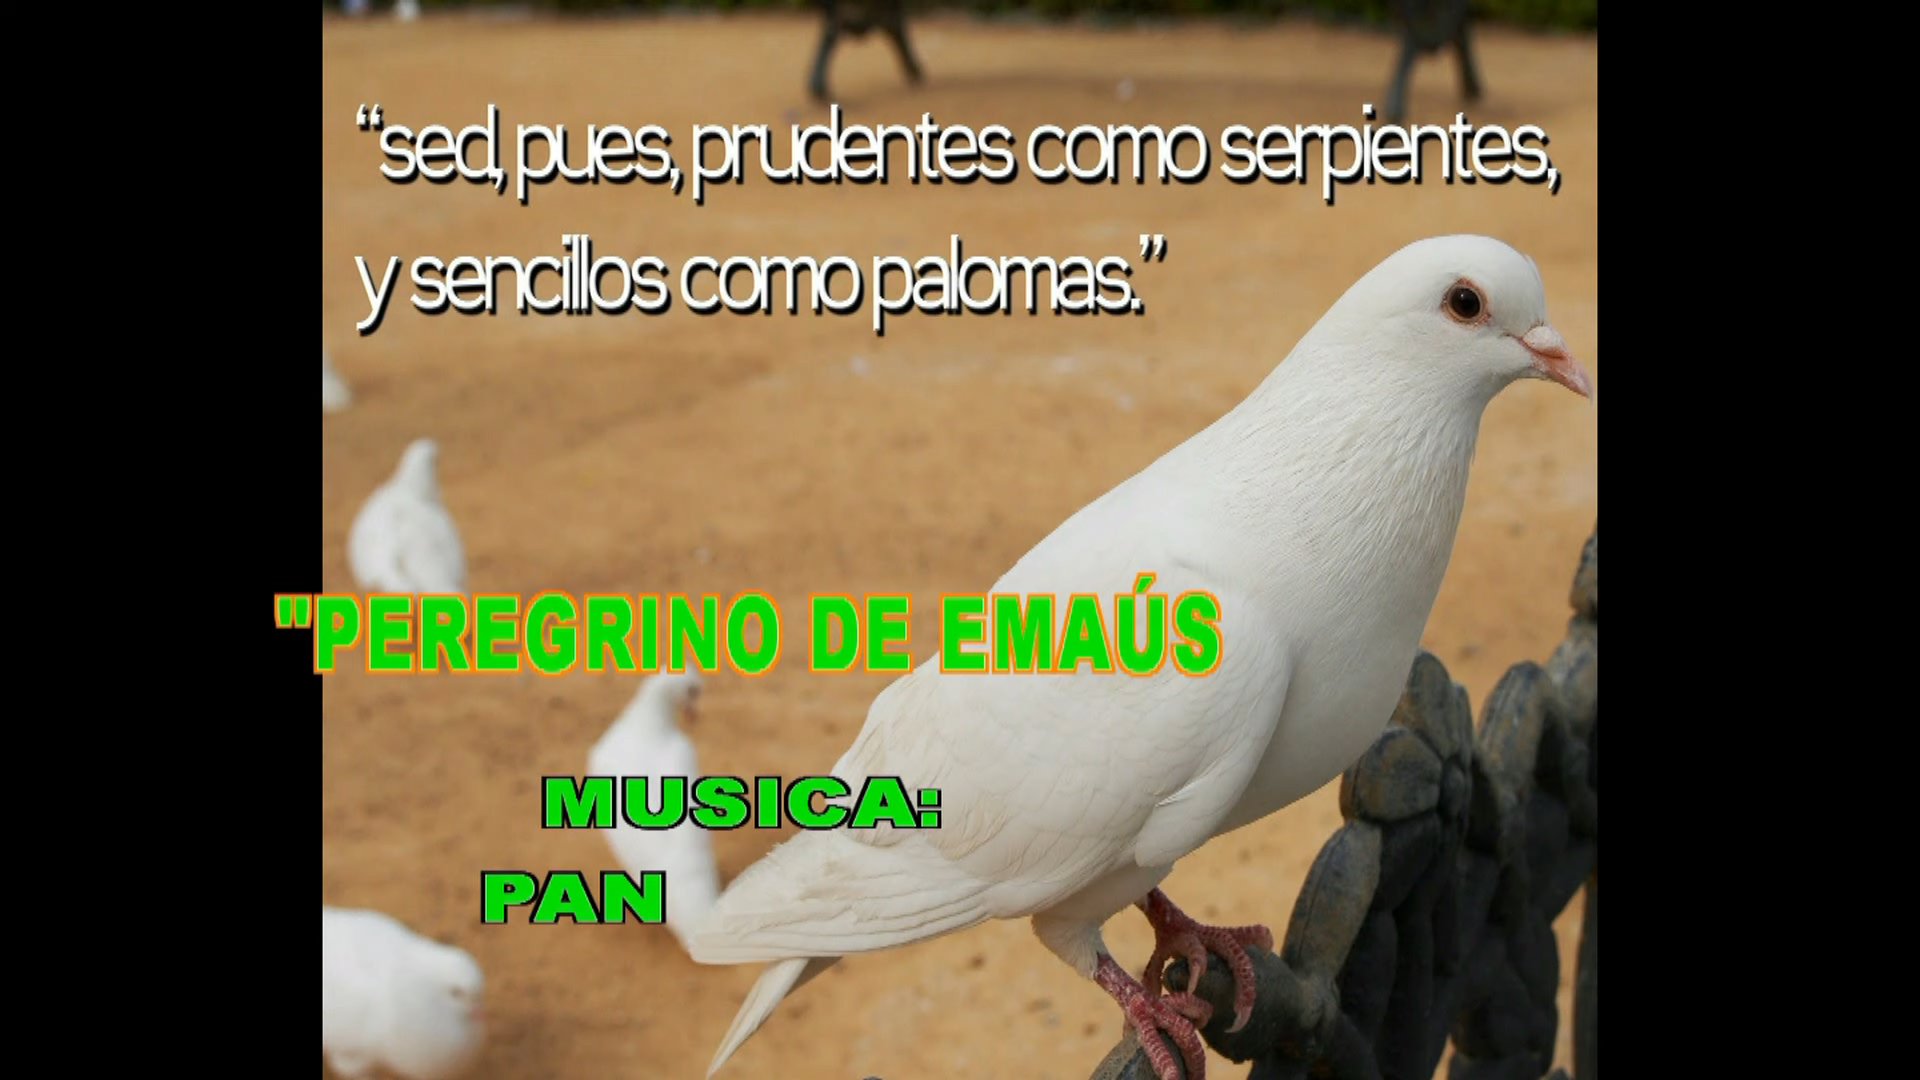 “sed, pues, prudentes como serpientes,
y sencillos como palomas.”
"PEREGRINO DE EMAÚS
MUSICA:
PAN